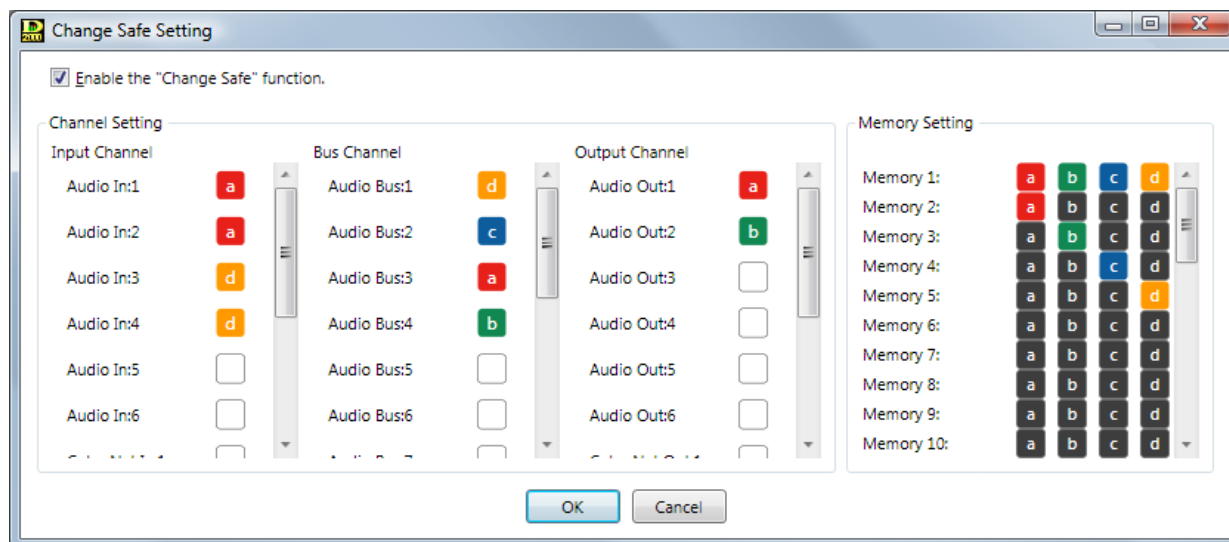 Change Safe Setting
Enable the "Change Safe" function.
Channel Setting
Input Channel
Audio In:1 a
Audio In:2 a
Audio In:3 d
Audio In:4 d
Audio In:5
Audio In:6
Bus Channel
Audio Bus:1 d
Audio Bus:2 c
Audio Bus:3 a
Audio Bus:4 b
Audio Bus:5
Audio Bus:6
Output Channel
Audio Out:1 a
Audio Out:2 b
Audio Out:3
Audio Out:4
Audio Out:5
Audio Out:6
Memory Setting
Memory 1: a b c d
Memory 2: a b c d
Memory 3: a b c d
Memory 4: a b c d
Memory 5: a b c d
Memory 6: a b c d
Memory 7: a b c d
Memory 8: a b c d
Memory 9: a b c d
Memory 10: a b c d
OK
Cancel